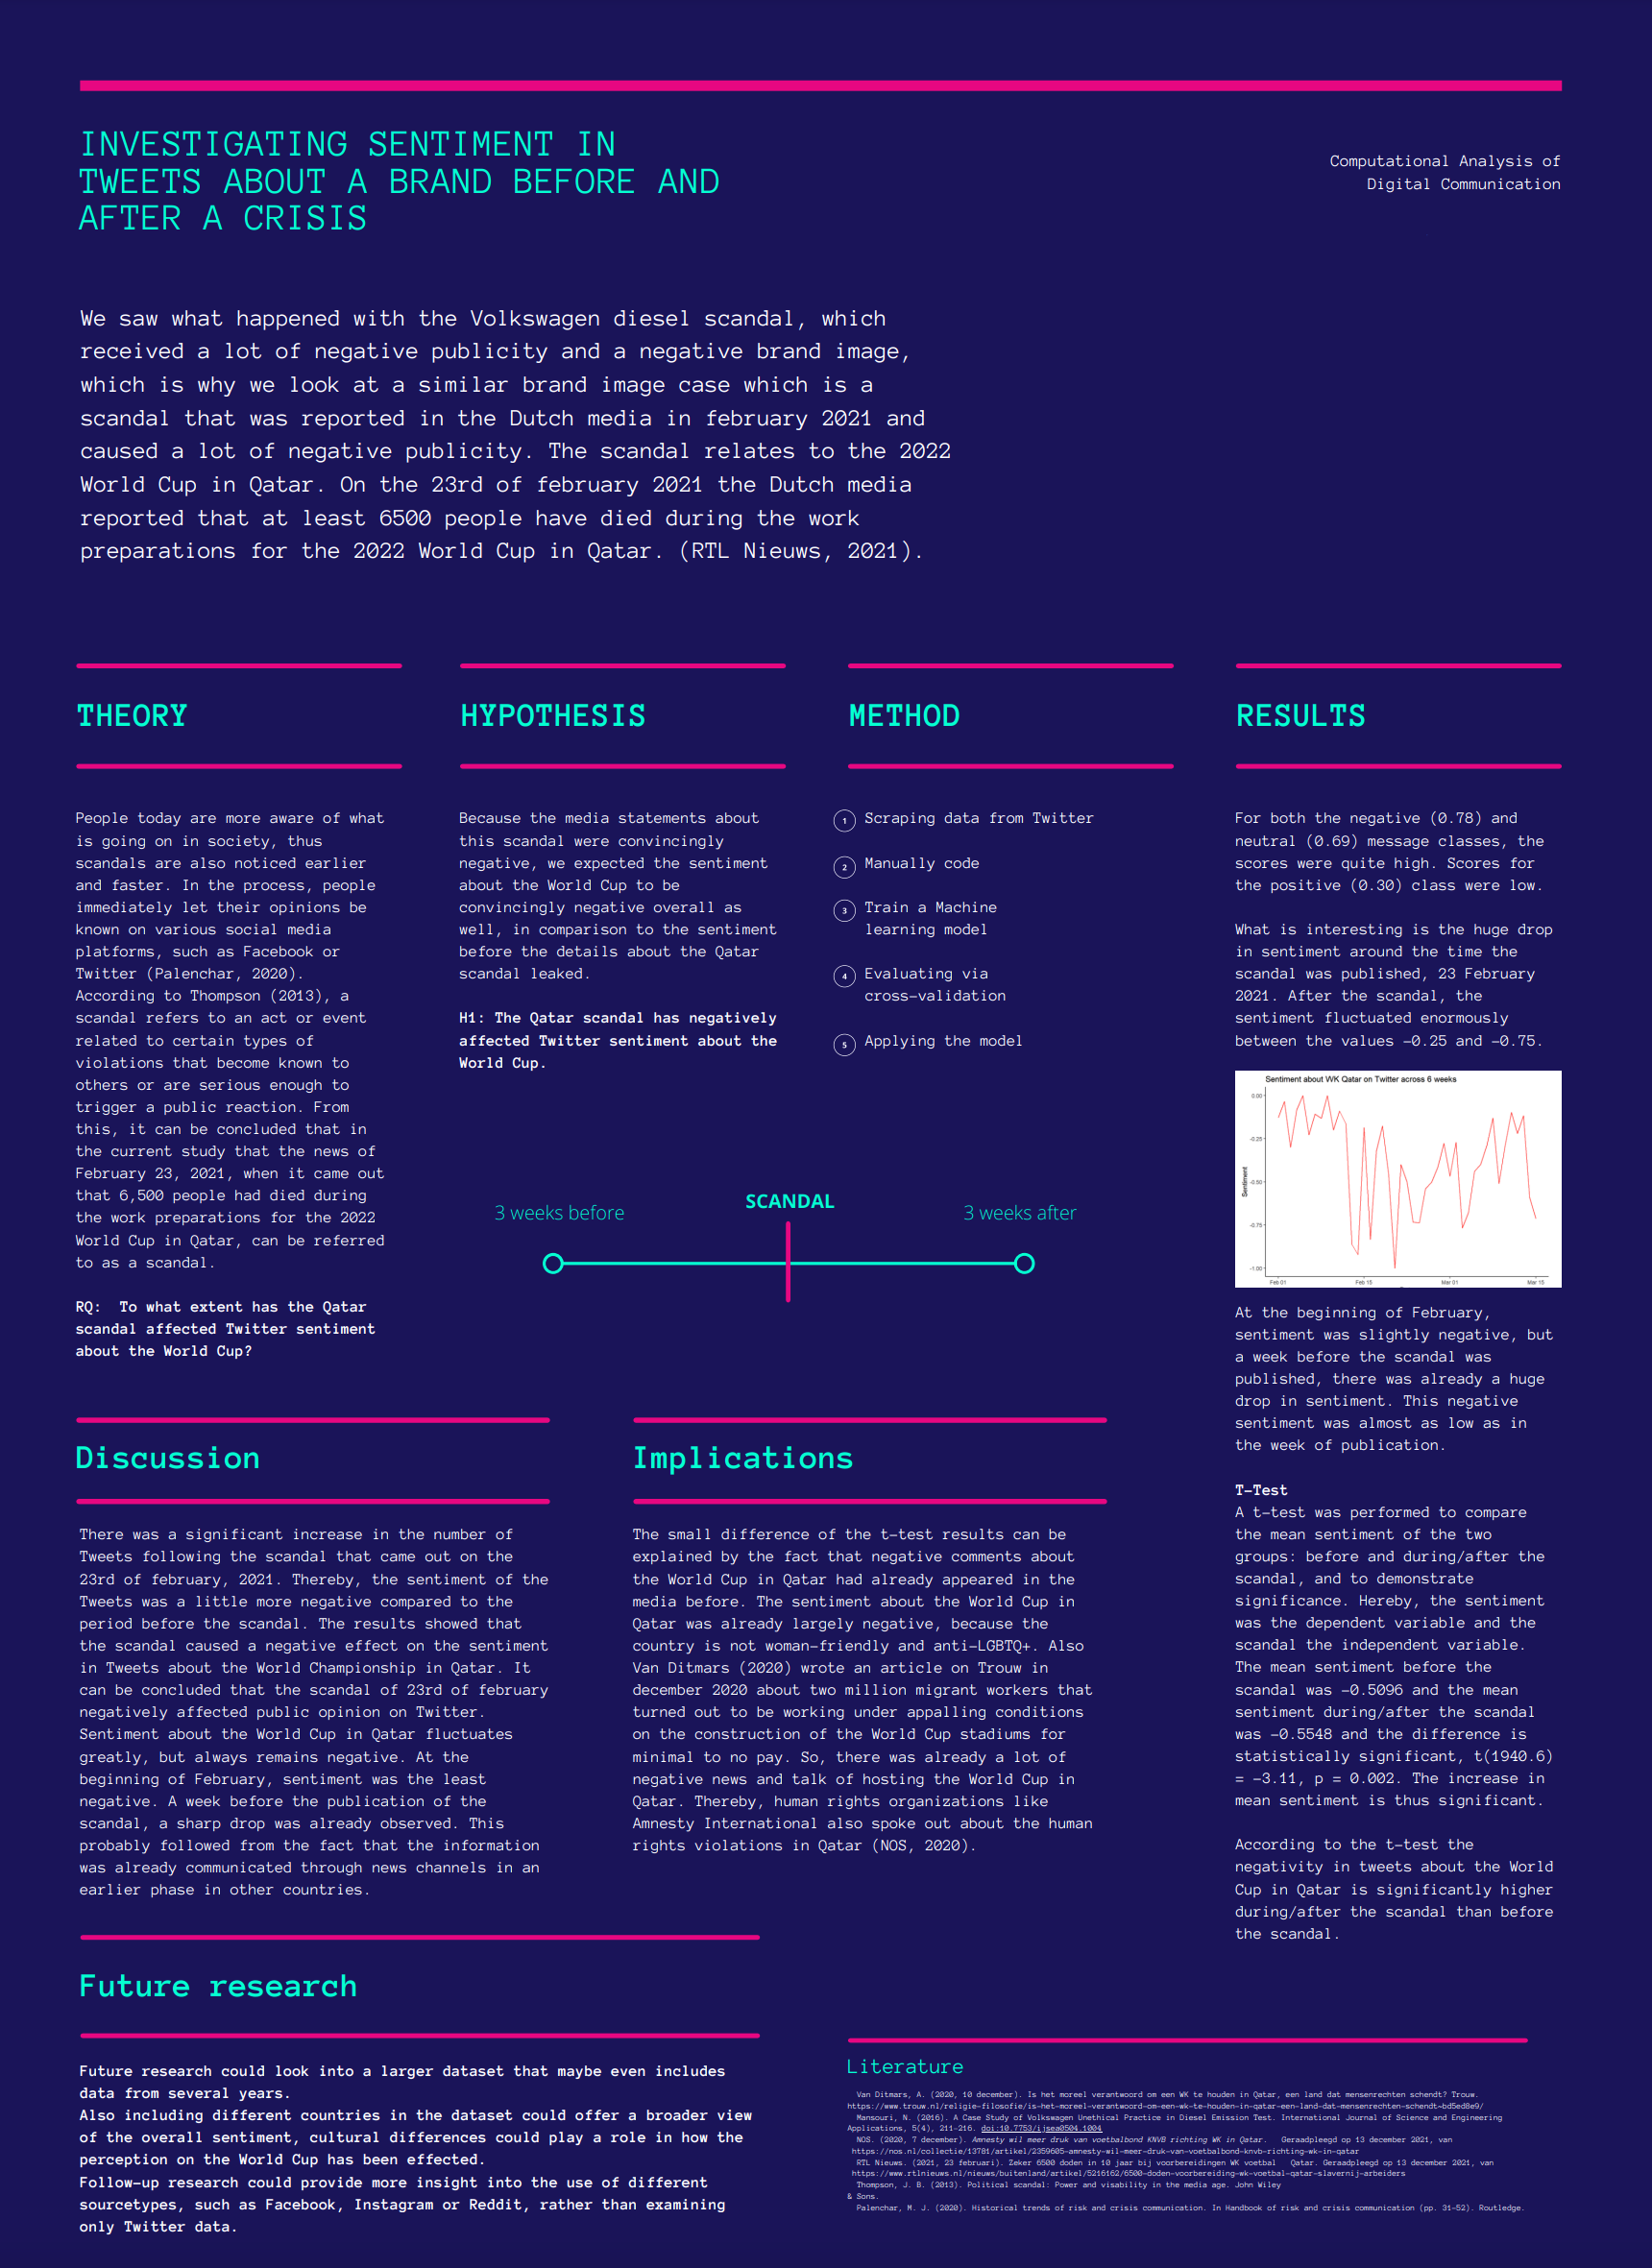 INVESTIGATING SENTIMENT IN
TWEETS ABOUT A BRAND BEFORE AND
AFTER A CRISIS
Computational Analysis of
Digital Communication
We saw what happened with the Volkswagen diesel scandal, which
received a lot of negative publicity and a negative brand image,
which is why we look at a similar brand image case which is a
scandal that was reported in the Dutch media in february 2021 and
caused a lot of negative publicity. The scandal relates to the 2022
World Cup in Qatar. On the 23rd of february 2021 the Dutch media
reported that at least 6500 people have died during the work
preparations for the 2022 World Cup in Qatar. (RTL Nieuws, 2021).
THEORY
People today are more aware of what
is going on in society, thus
scandals are also noticed earlier
and faster. In the process, people
immediately let their opinions be
known on various social media
platforms, such as Facebook or
Twitter (Palenchar, 2020).
According to Thompson (2013), a
scandal refers to an act or event
related to certain types of
violations that become known to
others or are serious enough to
trigger a public reaction. From
this, it can be concluded that in
the current study that the news of
February 23, 2021, when it came out
that 6,500 people had died during
the work preparations for the 2022
World Cup in Qatar, can be referred
to as a scandal.
RQ: To what extent has the Qatar
scandal affected Twitter sentiment
about the World Cup?
HYPOTHESIS
Because the media statements about
this scandal were convincingly
negative, we expected the sentiment
about the World Cup to be
convincingly negative overall as
well, in comparison to the sentiment
before the details about the Qatar
scandal leaked.
H1: The Qatar scandal has negatively
affected Twitter sentiment about the
World Cup.
METHOD
1 Scraping data from Twitter
2 Manually code
3 Train a Machine
learning model
4 Evaluating via
cross-validation
5 Applying the model
3 weeks before
SCANDAL
3 weeks after
RESULTS
For both the negative (0.78) and
neutral (0.69) message classes, the
scores were quite high. Scores for
the positive (0.30) class were low.
What is interesting is the huge drop
in sentiment around the time the
scandal was published, 23 February
2021. After the scandal, the
sentiment fluctuated enormously
between the values -0.25 and -0.75.
Sentiment about WK Qatar on Twitter across 6 weeks
Sentiment
0.00
-0.25
-0.50
-0.75
-1.00
Feb 01
Feb 15
Mar 01
Mar 15
At the beginning of February,
sentiment was slightly negative, but
a week before the scandal was
published, there was already a huge
drop in sentiment. This negative
sentiment was almost as low as in
the week of publication.
T-Test
A t-test was performed to compare
the mean sentiment of the two
groups: before and during/after the
scandal, and to demonstrate
significance. Hereby, the sentiment
was the dependent variable and the
scandal the independent variable.
The mean sentiment before the
scandal was -0.5096 and the mean
sentiment during/after the scandal
was -0.5548 and the difference is
statistically significant, t(1940.6)
= -3.11, p = 0.002. The increase in
mean sentiment is thus significant.
According to the t-test the
negativity in tweets about the World
Cup in Qatar is significantly higher
during/after the scandal than before
the scandal.
Discussion
There was a significant increase in the number of
Tweets following the scandal that came out on the
23rd of february, 2021. Thereby, the sentiment of the
Tweets was a little more negative compared to the
period before the scandal. The results showed that
the scandal caused a negative effect on the sentiment
in Tweets about the World Championship in Qatar. It
can be concluded that the scandal of 23rd of february
negatively affected public opinion on Twitter.
Sentiment about the World Cup in Qatar fluctuates
greatly, but always remains negative. At the
beginning of February, sentiment was the least
negative. A week before the publication of the
scandal, a sharp drop was already observed. This
probably followed from the fact that the information
was already communicated through news channels in an
earlier phase in other countries.
Implications
The small difference of the t-test results can be
explained by the fact that negative comments about
the World Cup in Qatar had already appeared in the
media before. The sentiment about the World Cup in
Qatar was already largely negative, because the
country is not woman-friendly and anti-LGBTQ+. Also
Van Ditmars (2020) wrote an article on Trouw in
december 2020 about two million migrant workers that
turned out to be working under appalling conditions
on the construction of the World Cup stadiums for
minimal to no pay. So, there was already a lot of
negative news and talk of hosting the World Cup in
Qatar. Thereby, human rights organizations like
Amnesty International also spoke out about the human
rights violations in Qatar (NOS, 2020).
Future research
Future research could look into a larger dataset that maybe even includes
data from several years.
Also including different countries in the dataset could offer a broader view
of the overall sentiment, cultural differences could play a role in how the
perception on the World Cup has been effected.
Follow-up research could provide more insight into the use of different
sourcetypes, such as Facebook, Instagram or Reddit, rather than examining
only Twitter data.
Literature
Van Ditmars, A. (2020, 10 december). Is het moreel verantwoord om een WK te houden in Qatar, een land dat mensenrechten schendt? Trouw.
https://www.trouw.nl/religie-filosofie/is-het-moreel-verantwoord-om-een-wk-te-houden-in-qatar-een-land-dat-mensenrechten-schendt~bd5ed8e9/
Mansouri, N. (2016). A Case Study of Volkswagen Unethical Practice in Diesel Emission Test. International Journal of Science and Engineering
Applications, 5(4), 211-216. doi:10.7753/ijsea0504.1004
NOS. (2020, 7 december). Amnesty wil meer druk van voetbalbond KNVB richting WK in Qatar. Geraadpleegd op 13 december 2021, van
https://nos.nl/collectie/13781/artikel/2359605-amnesty-wil-meer-druk-van-voetbalbond-knvb-richting-wk-in-qatar
RTL Nieuws. (2021, 23 februari). Zeker 6500 doden in 10 jaar bij voorbereidingen WK voetbal Qatar. Geraadpleegd op 13 december 2021, van
https://www.rtlnieuws.nl/nieuws/buitenland/artikel/5216162/6500-doden-voorbereiding-wk-voetbal-qatar-slavernij-arbeiders
Thompson, J. B. (2013). Political scandal: Power and visability in the media age. John Wiley
& Sons.
Palenchar, M. J. (2020). Historical trends of risk and crisis communication. In Handbook of risk and crisis communication (pp. 31-52). Routledge.